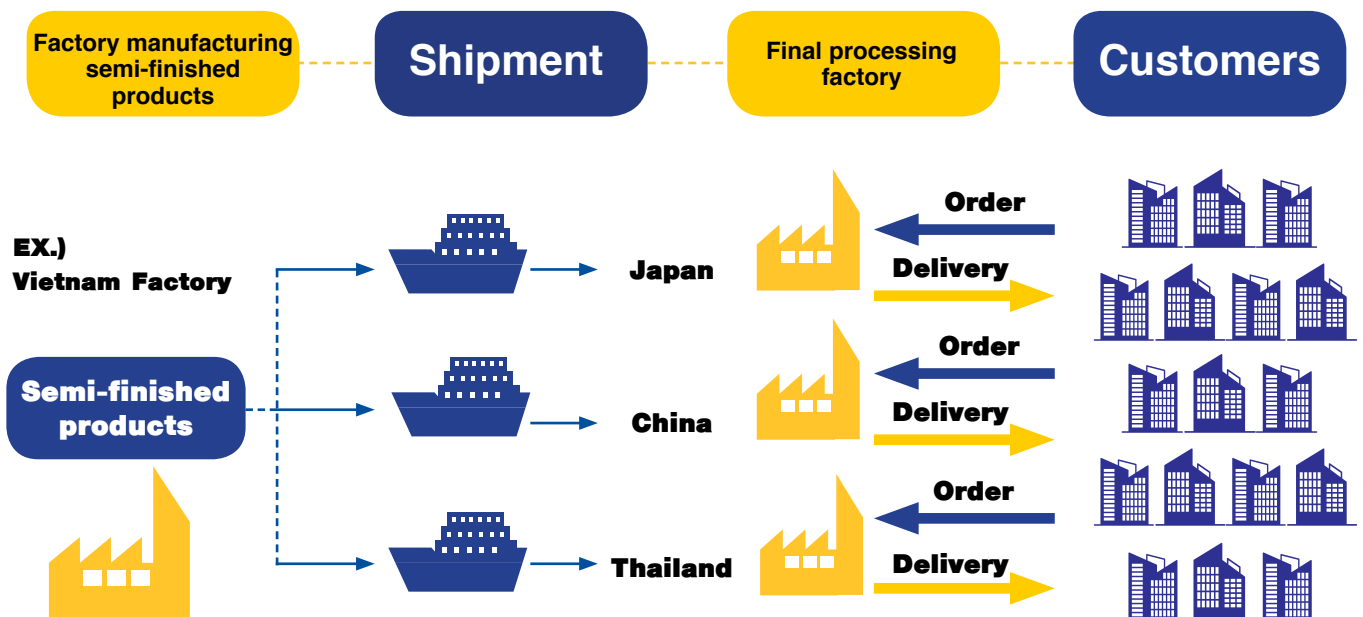 Factory manufacturing
semi-finished
products
Shipment
Final processing
factory
Customers
EX.)
Vietnam Factory
Semi-finished
products
Japan
Order
Delivery
China
Order
Delivery
Thailand
Order
Delivery